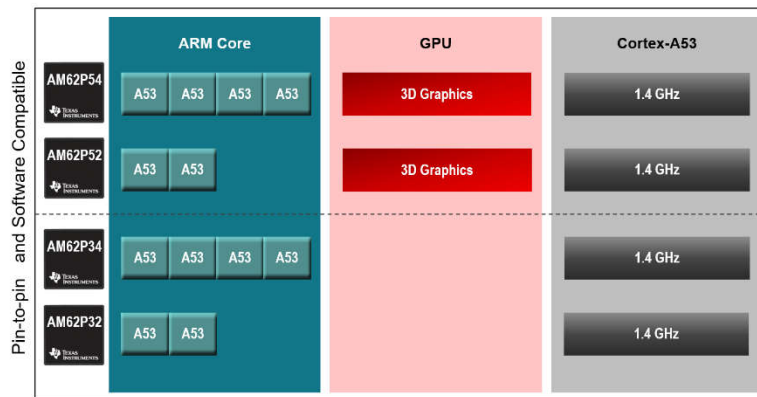 Pin-to-pin and Software Compatible
ARM Core GPU Cortex-A53
AM62P54
TEXAS
INSTRUMENTS
A53 A53 A53 A53
3D Graphics
1.4 GHz
AM62P52
TEXAS
INSTRUMENTS
A53 A53
3D Graphics
1.4 GHz
AM62P34
TEXAS
INSTRUMENTS
A53 A53 A53 A53
1.4 GHz
AM62P32
TEXAS
INSTRUMENTS
A53 A53
1.4 GHz